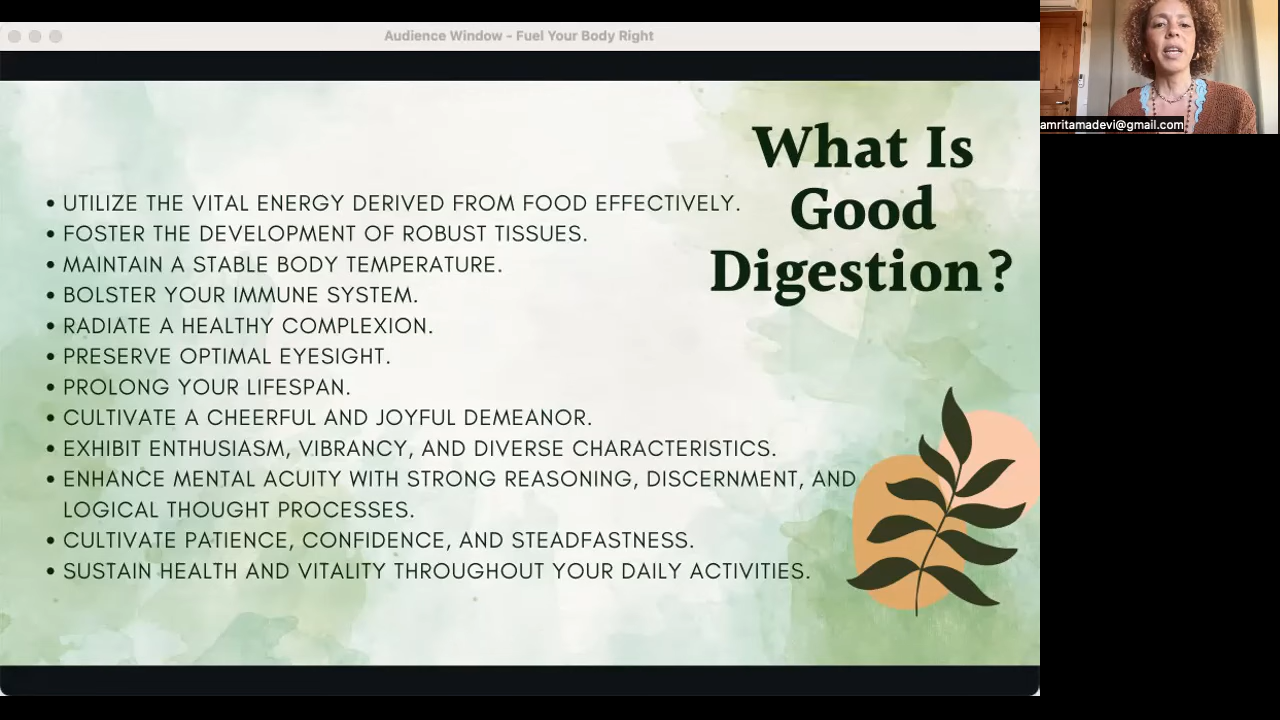 Audience Window - Fuel Your Body Right
amritamadevi@gmail.com
What Is
Good
Digestion?
• UTILIZE THE VITAL ENERGY DERIVED FROM FOOD EFFECTIVELY.
• FOSTER THE DEVELOPMENT OF ROBUST TISSUES.
• MAINTAIN A STABLE BODY TEMPERATURE.
• BOLSTER YOUR IMMUNE SYSTEM.
• RADIATE A HEALTHY COMPLEXION.
• PRESERVE OPTIMAL EYESIGHT.
• PROLONG YOUR LIFESPAN.
• CULTIVATE A CHEERFUL AND JOYFUL DEMEANOR.
• EXHIBIT ENTHUSIASM, VIBRANCY, AND DIVERSE CHARACTERISTICS.
• ENHANCE MENTAL ACUITY WITH STRONG REASONING, DISCERNMENT, AND
LOGICAL THOUGHT PROCESSES.
• CULTIVATE PATIENCE, CONFIDENCE, AND STEADFASTNESS.
• SUSTAIN HEALTH AND VITALITY THROUGHOUT YOUR DAILY ACTIVITIES.